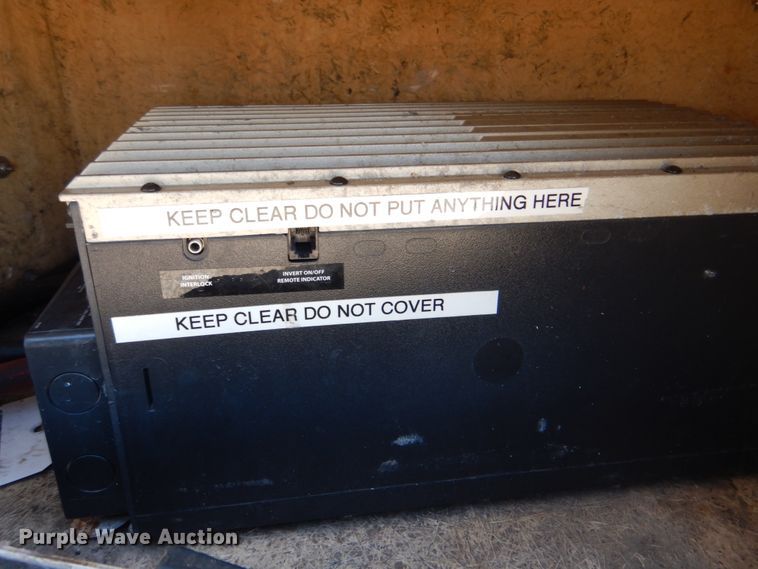 KEEP CLEAR DO NOT PUT ANYTHING HERE
IGNITION
INTERLOCK
INVERT ON/OFF
REMOTE INDICATOR
KEEP CLEAR DO NOT COVER
Purple Wave Auction